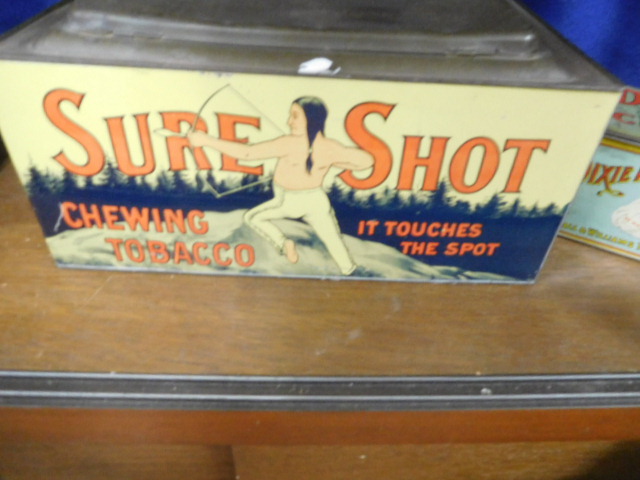 SURE SHOT
CHEWING
TOBACCO
IT TOUCHES
THE SPOT
DIXIE